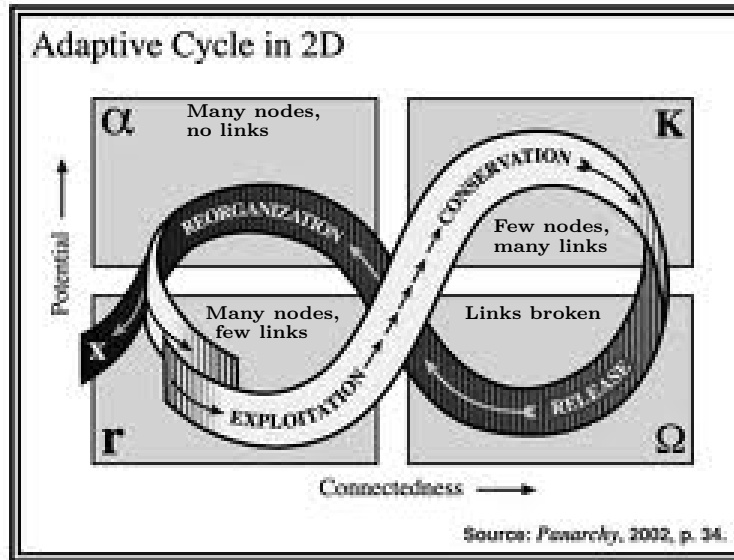 Adaptive Cycle in 2D
α
Many nodes,
no links
K
REORGANIZATION
CONSERVATION
Few nodes,
many links
Potential
Many nodes,
few links
Links broken
x
EXPLOITATION
RELEASE
r
Ω
Connectedness
Source: Panarchy, 2002, p. 34.